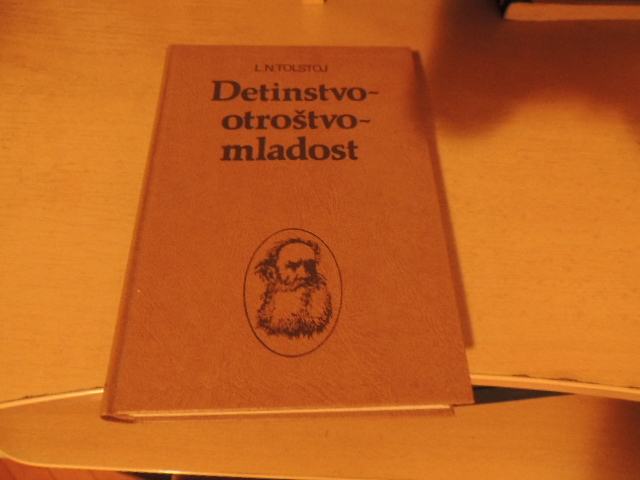 L.N.TOLSTOJ
Detinstvo-
otroštvo-
mladost